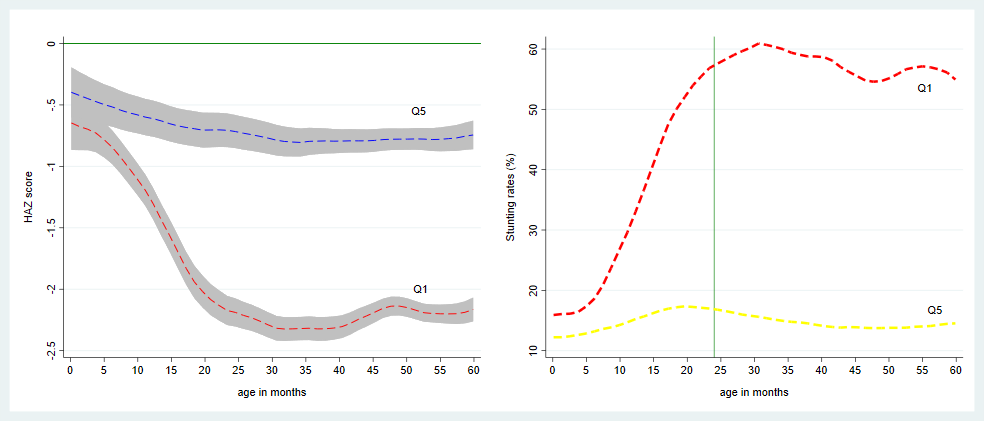 HAZ score
0
-.5
-1
-1.5
-2
-2.5
Q5
Q1
0 5 10 15 20 25 30 35 40 45 50 55 60
age in months
Stunting rates (%)
60
50
40
30
20
10
Q1
Q5
0 5 10 15 20 25 30 35 40 45 50 55 60
age in months